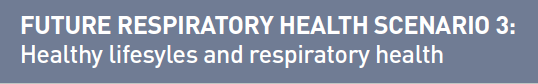 FUTURE RESPIRATORY HEALTH SCENARIO 3:
Healthy lifesyles and respiratory health